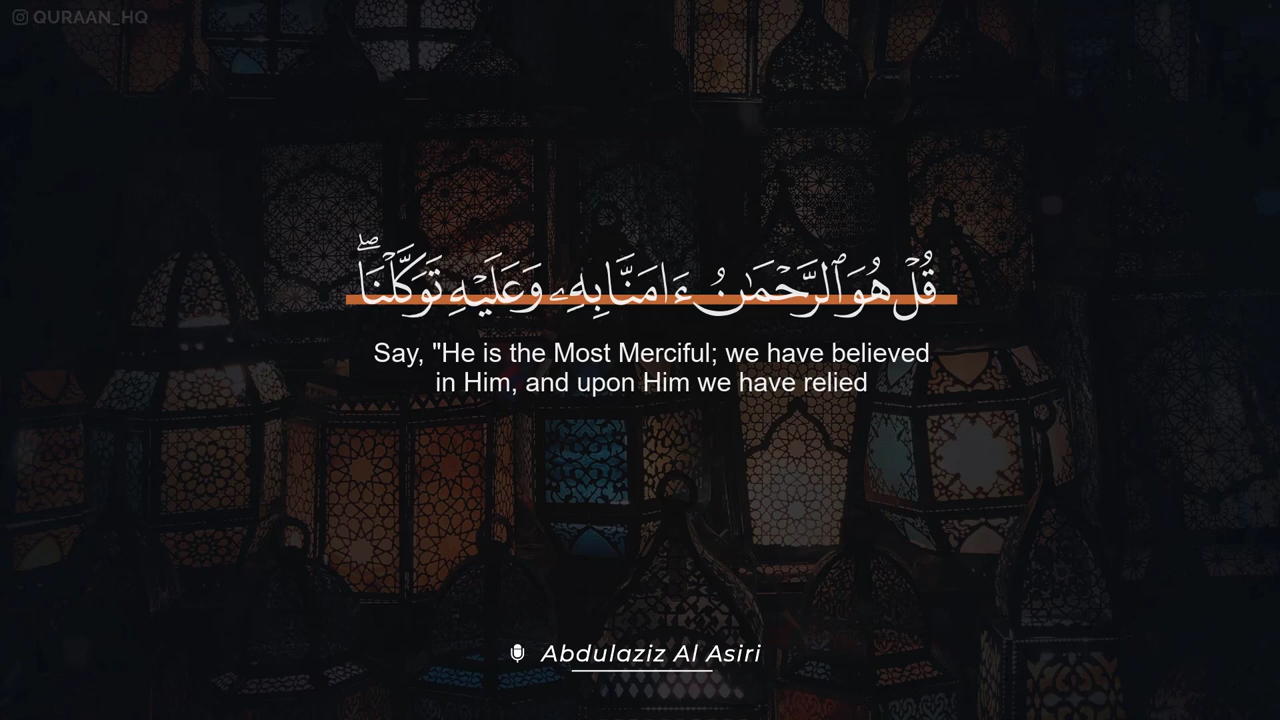 QURAAN_HQ
قُلْ هُوَ ٱلرَّحْمَـٰنُ ءَامَنَّا بِهِۦ وَعَلَيْهِ تَوَكَّلْنَا ۖ
Say, "He is the Most Merciful; we have believed
in Him, and upon Him we have relied
Abdulaziz Al Asiri